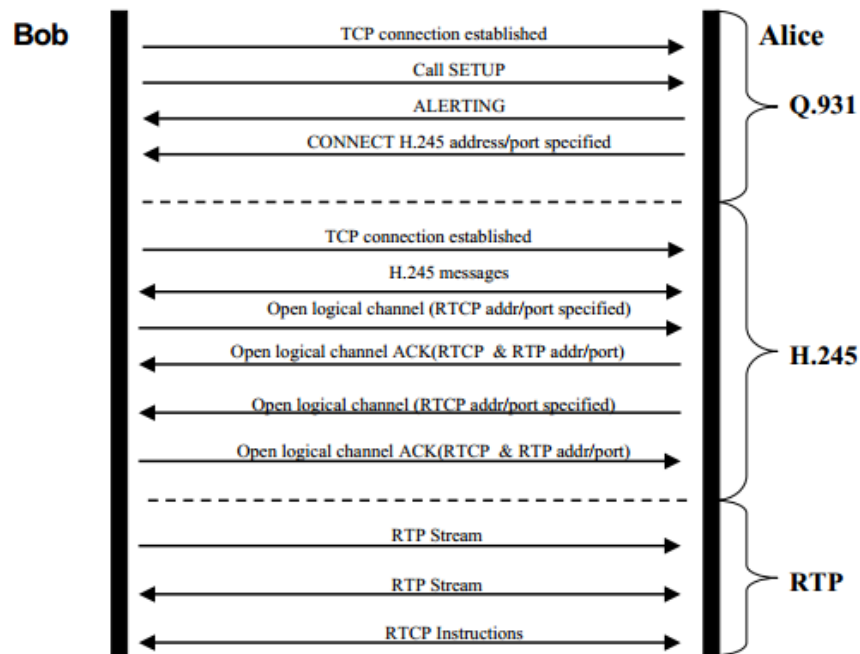 Bob
Alice
TCP connection established
Call SETUP
Q.931
ALERTING
CONNECT H.245 address/port specified
TCP connection established
H.245 messages
Open logical channel (RTCP addr/port specified)
Open logical channel ACK(RTCP & RTP addr/port)
H.245
Open logical channel (RTCP addr/port specified)
Open logical channel ACK(RTCP & RTP addr/port)
RTP Stream
RTP Stream
RTP
RTCP Instructions